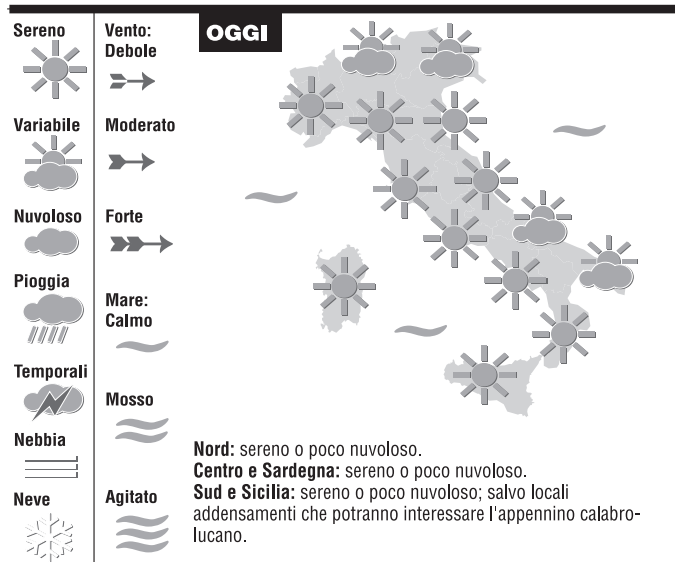 Sereno
Variabile
Nuvoloso
Pioggia
Temporali
Nebbia
Neve
Vento:
Debole
Moderato
Forte
Mare:
Calmo
Mosso
Agitato
OGGI
Nord: sereno o poco nuvoloso.
Centro e Sardegna: sereno o poco nuvoloso.
Sud e Sicilia: sereno o poco nuvoloso; salvo locali
addensamenti che potranno interessare l'appennino calabro-
lucano.